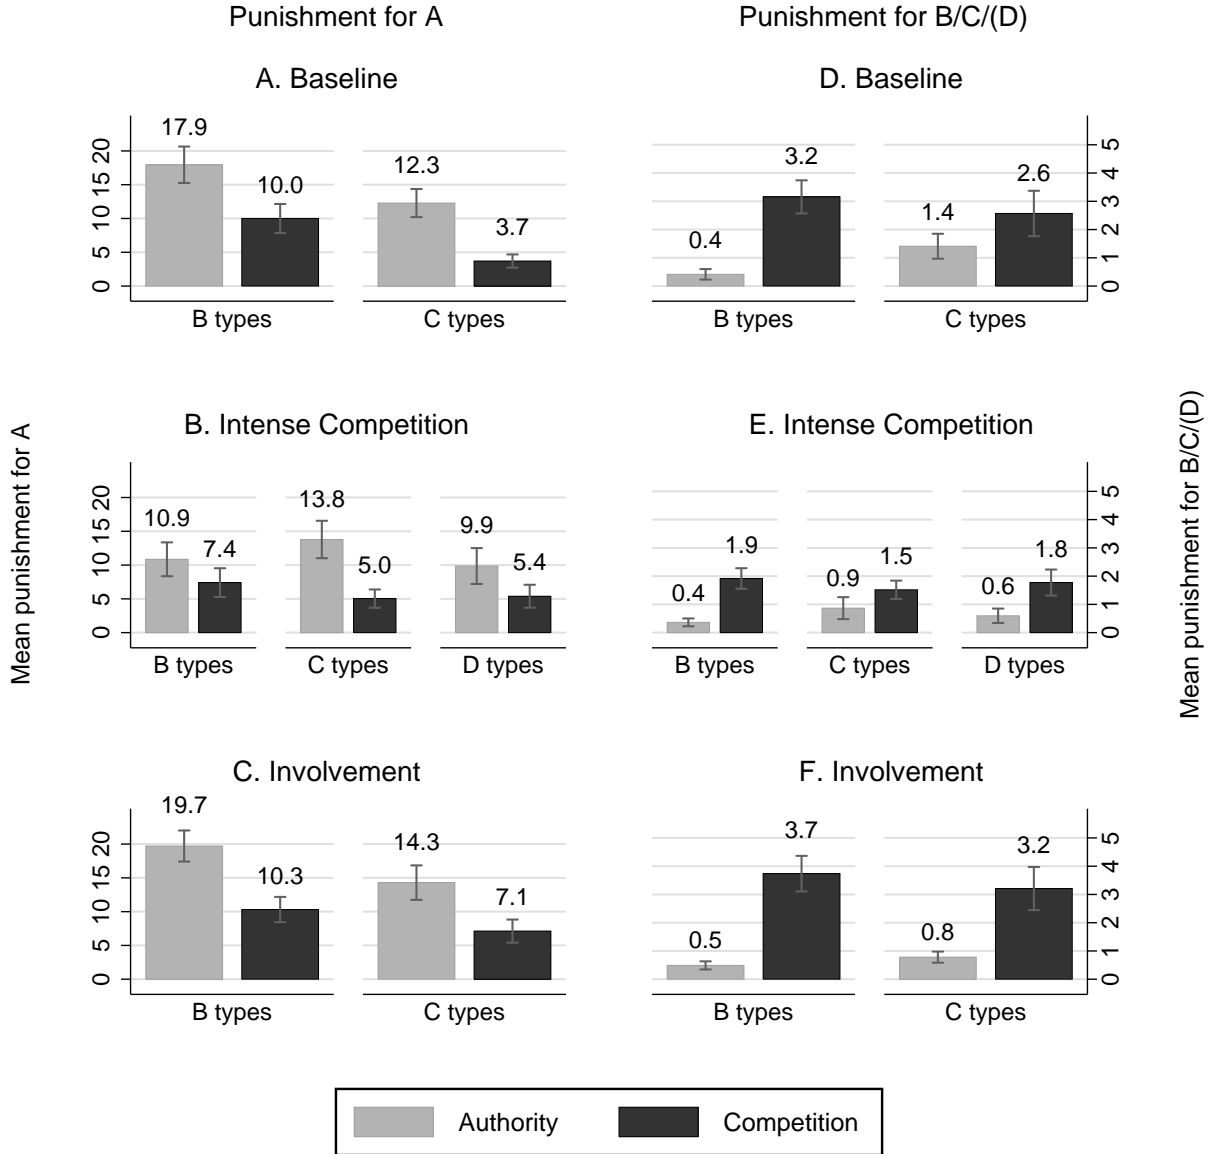 Punishment for A
Punishment for B/C/(D)
A. Baseline
D. Baseline
17.9
10.0
12.3
3.7
0 5 10 15 20
B types
C types
0.4
3.2
1.4
2.6
0 1 2 3 4 5
B types
C types
Mean punishment for A
Mean punishment for B/C/(D)
B. Intense Competition
E. Intense Competition
10.9
7.4
13.8
5.0
9.9
5.4
0 5 10 15 20
B types
C types
D types
0.4
1.9
0.9
1.5
0.6
1.8
0 1 2 3 4 5
B types
C types
D types
C. Involvement
F. Involvement
19.7
10.3
14.3
7.1
0 5 10 15 20
B types
C types
0.5
3.7
0.8
3.2
0 1 2 3 4 5
B types
C types
Authority
Competition